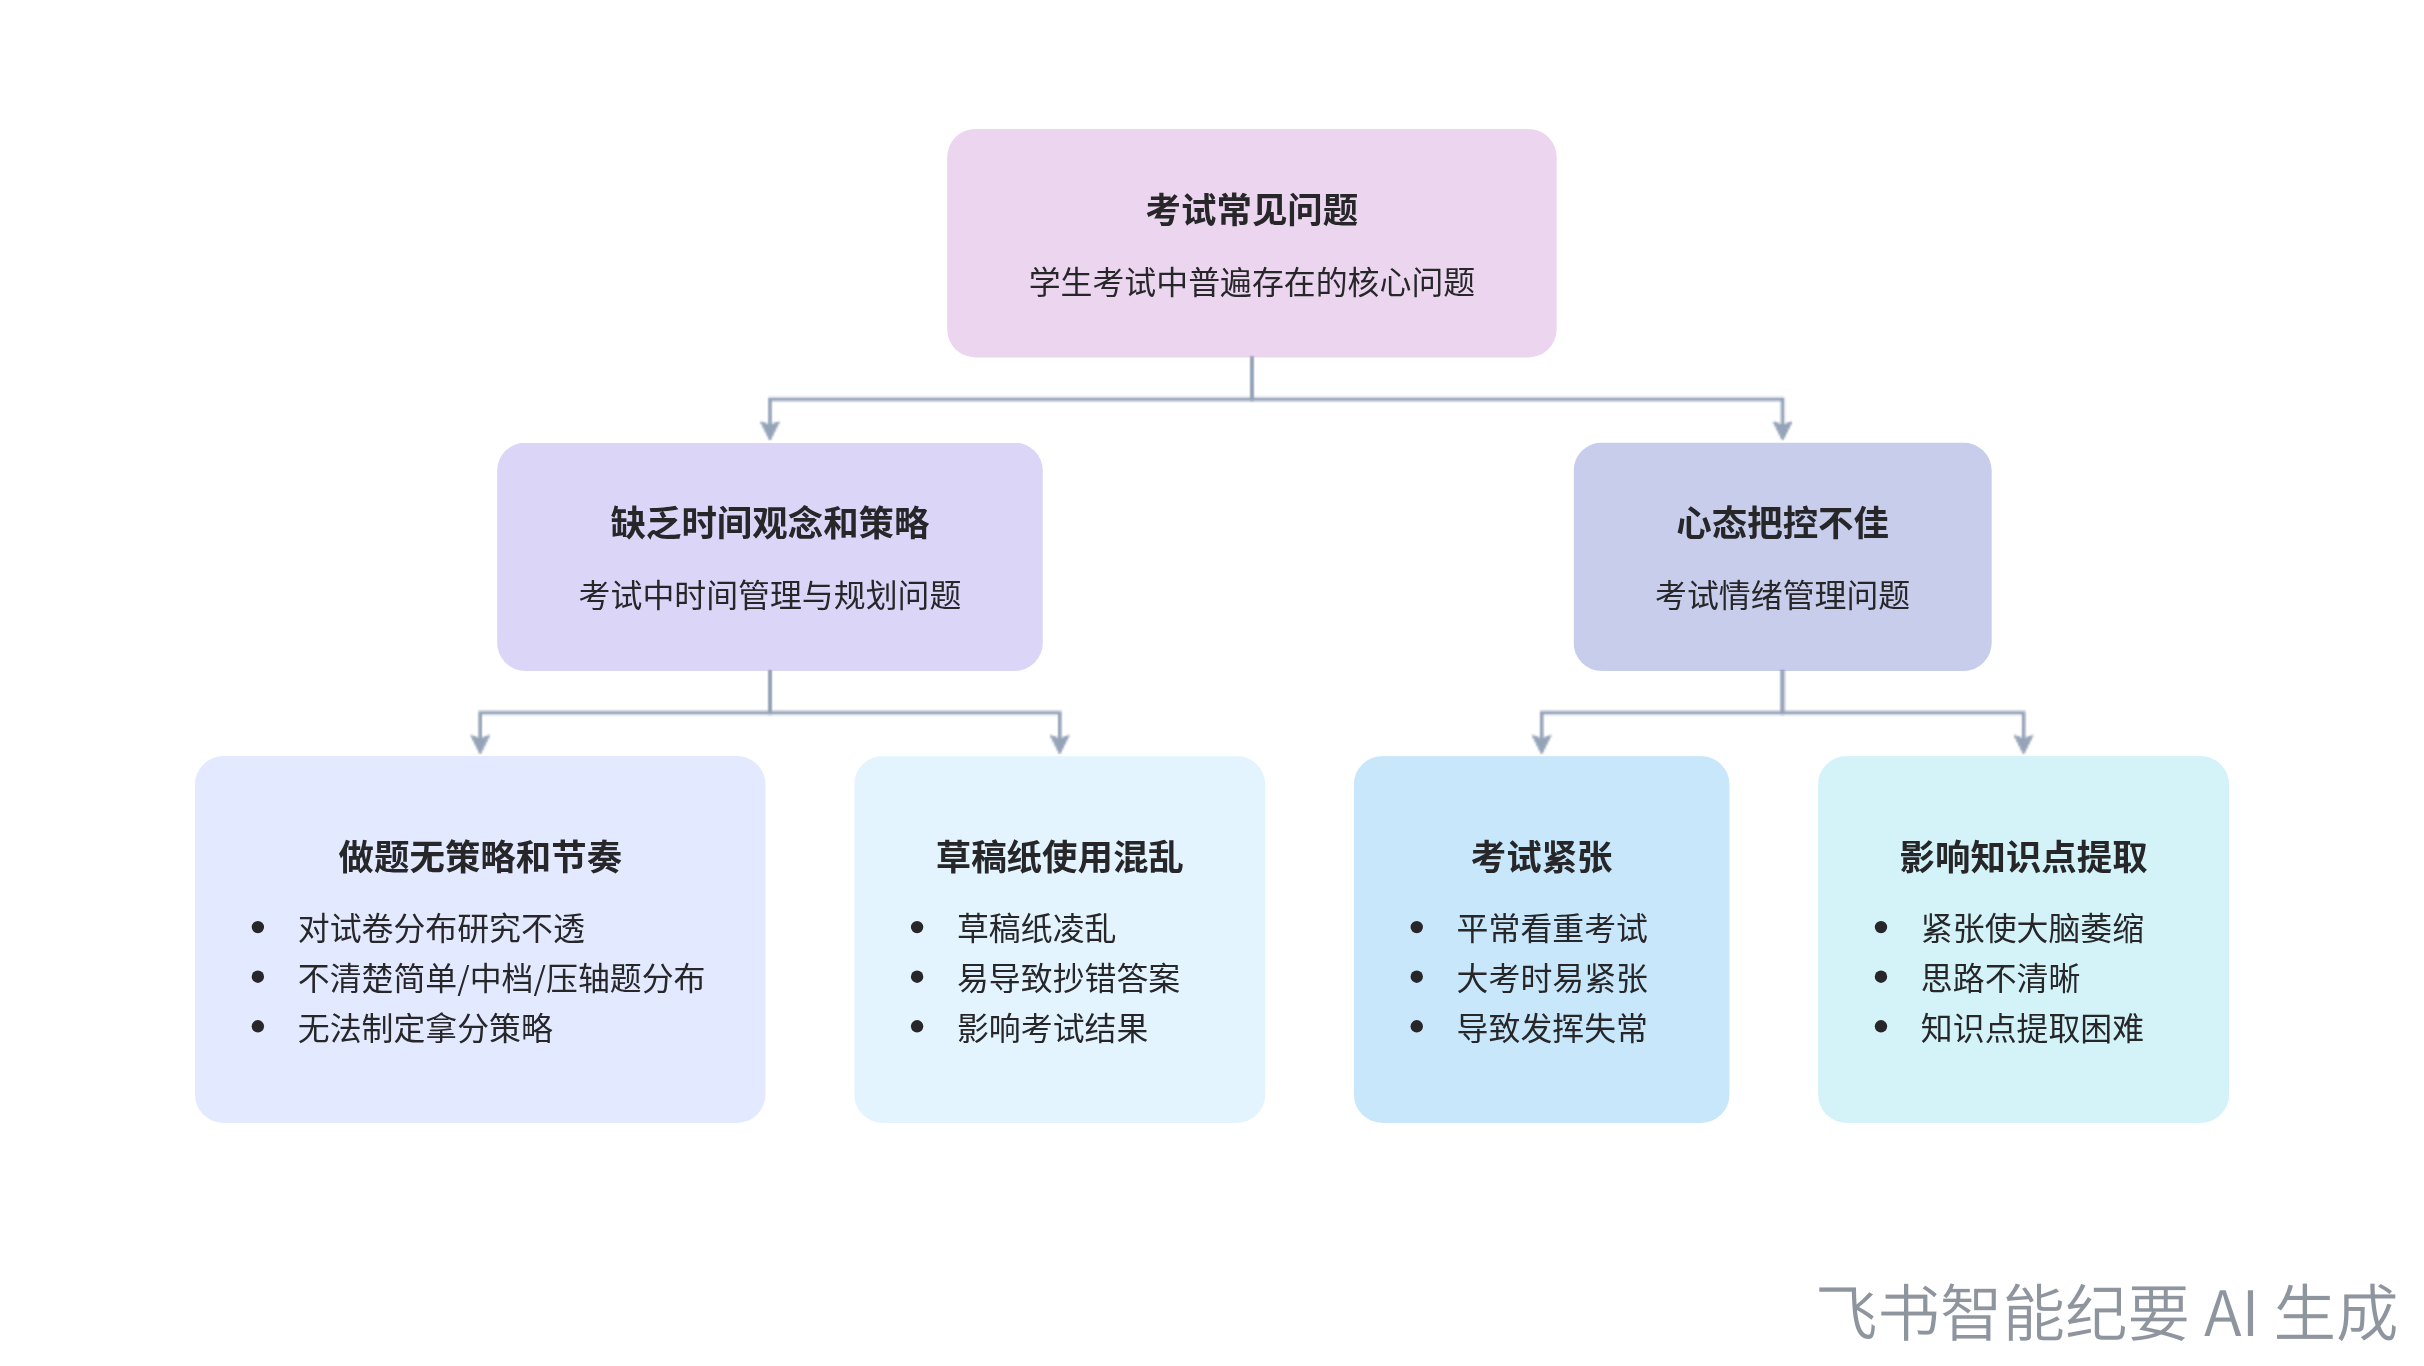 考试常见问题
学生考试中普遍存在的核心问题
缺乏时间观念和策略
考试中时间管理与规划问题
心态把控不佳
考试情绪管理问题
做题无策略和节奏
• 对试卷分布研究不透
• 不清楚简单/中档/压轴题分布
• 无法制定拿分策略
草稿纸使用混乱
• 草稿纸凌乱
• 易导致抄错答案
• 影响考试结果
考试紧张
• 平常看重考试
• 大考时易紧张
• 导致发挥失常
影响知识点提取
• 紧张使大脑萎缩
• 思路不清晰
• 知识点提取困难
飞书智能纪要 AI 生成